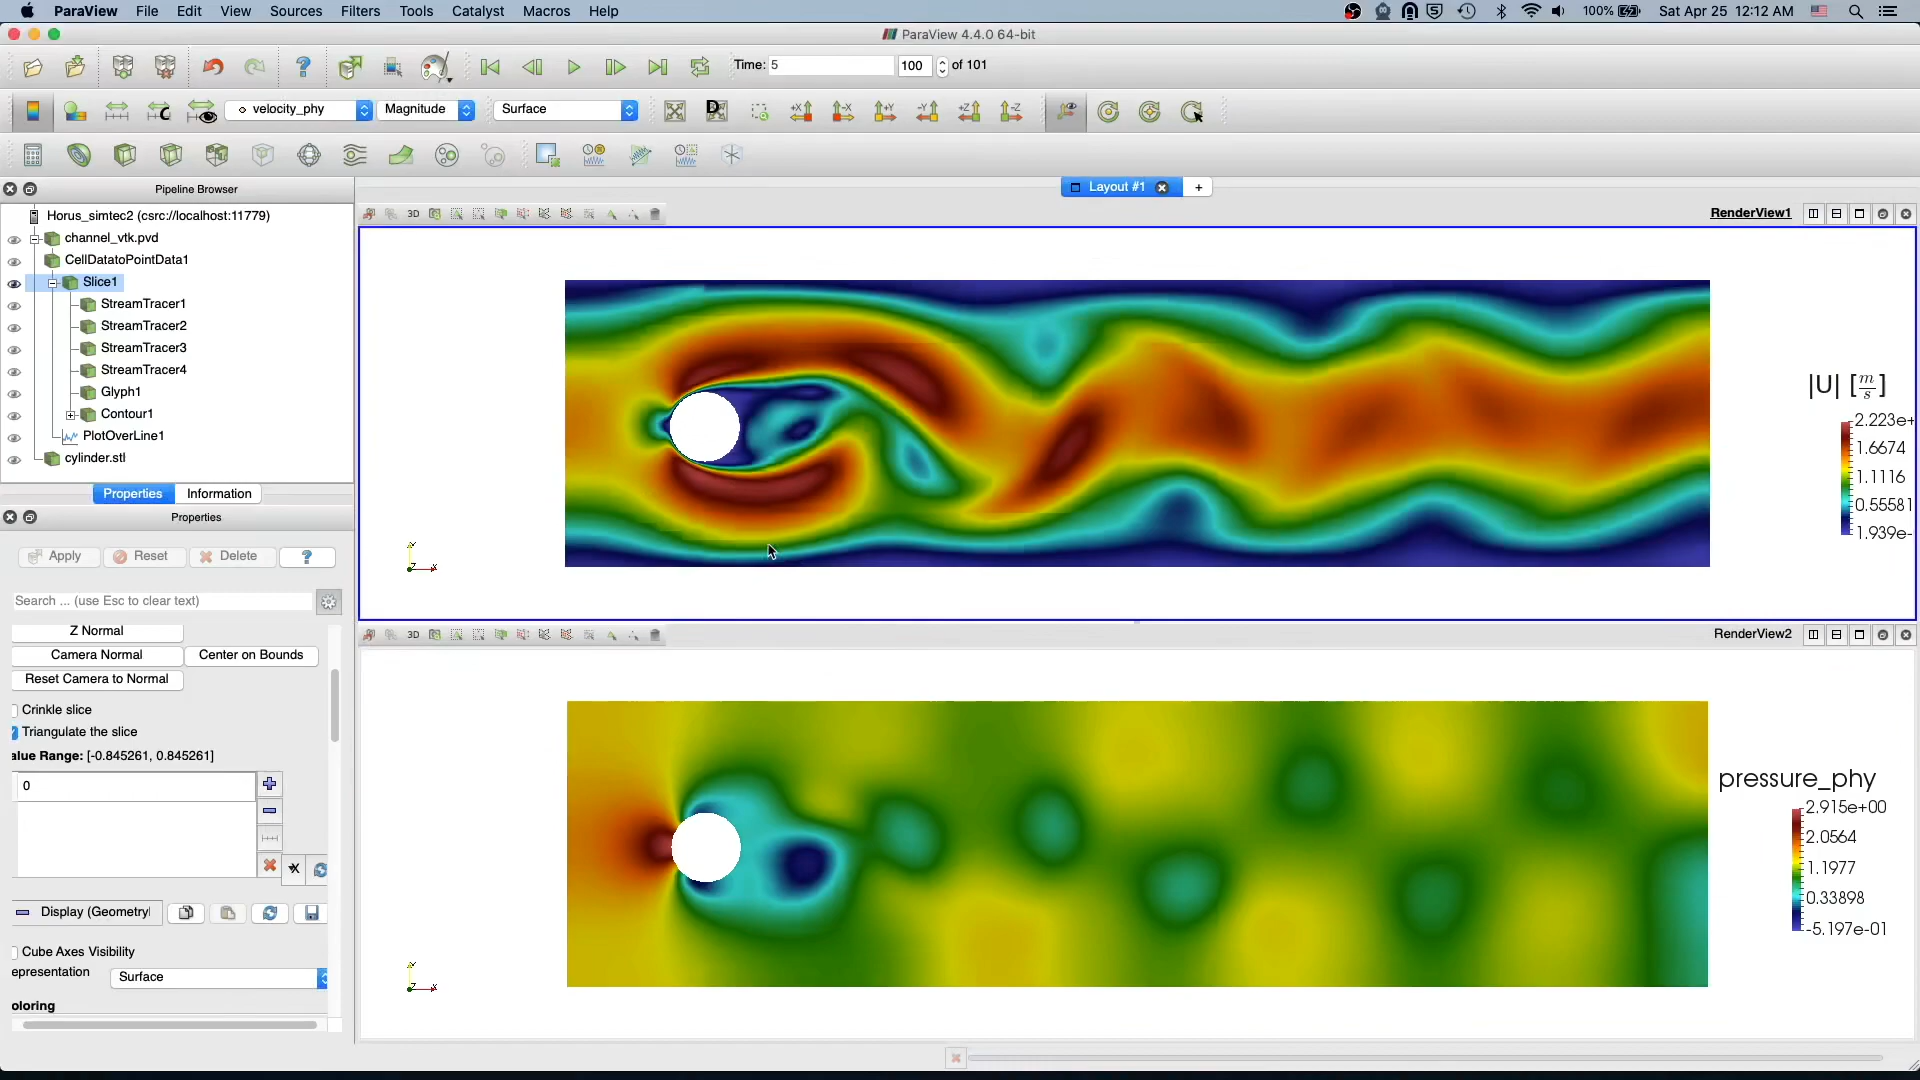 ParaView File Edit View Sources Filters Tools Catalyst Macros Help 100% Sat Apr 25 12:12 AM
ParaView 4.4.0 64-bit
Time: 5 100 of 101
velocity_phy Magnitude Surface
Pipeline Browser
Layout #1 +
Horus_simtec2 (csrc://localhost:11779)
channel_vtk.pvd
CellDatatoPointData1
Slice1
StreamTracer1
StreamTracer2
StreamTracer3
StreamTracer4
Glyph1
Contour1
PlotOverLine1
cylinder.stl
Properties Information
Properties
Apply Reset Delete ?
Search ... (use Esc to clear text)
Z Normal
Camera Normal Center on Bounds
Reset Camera to Normal
Crinkle slice
Triangulate the slice
alue Range: [-0.845261, 0.845261]
0
Display (Geometry
Cube Axes Visibility
epresentation Surface
oloring
3D RenderView1
|U| [m/s]
2.223e+
1.6674
1.1116
0.55581
1.939e-
Y
Z X
3D RenderView2
pressure_phy
2.915e+00
2.0564
1.1977
0.33898
-5.197e-01
Y
Z X